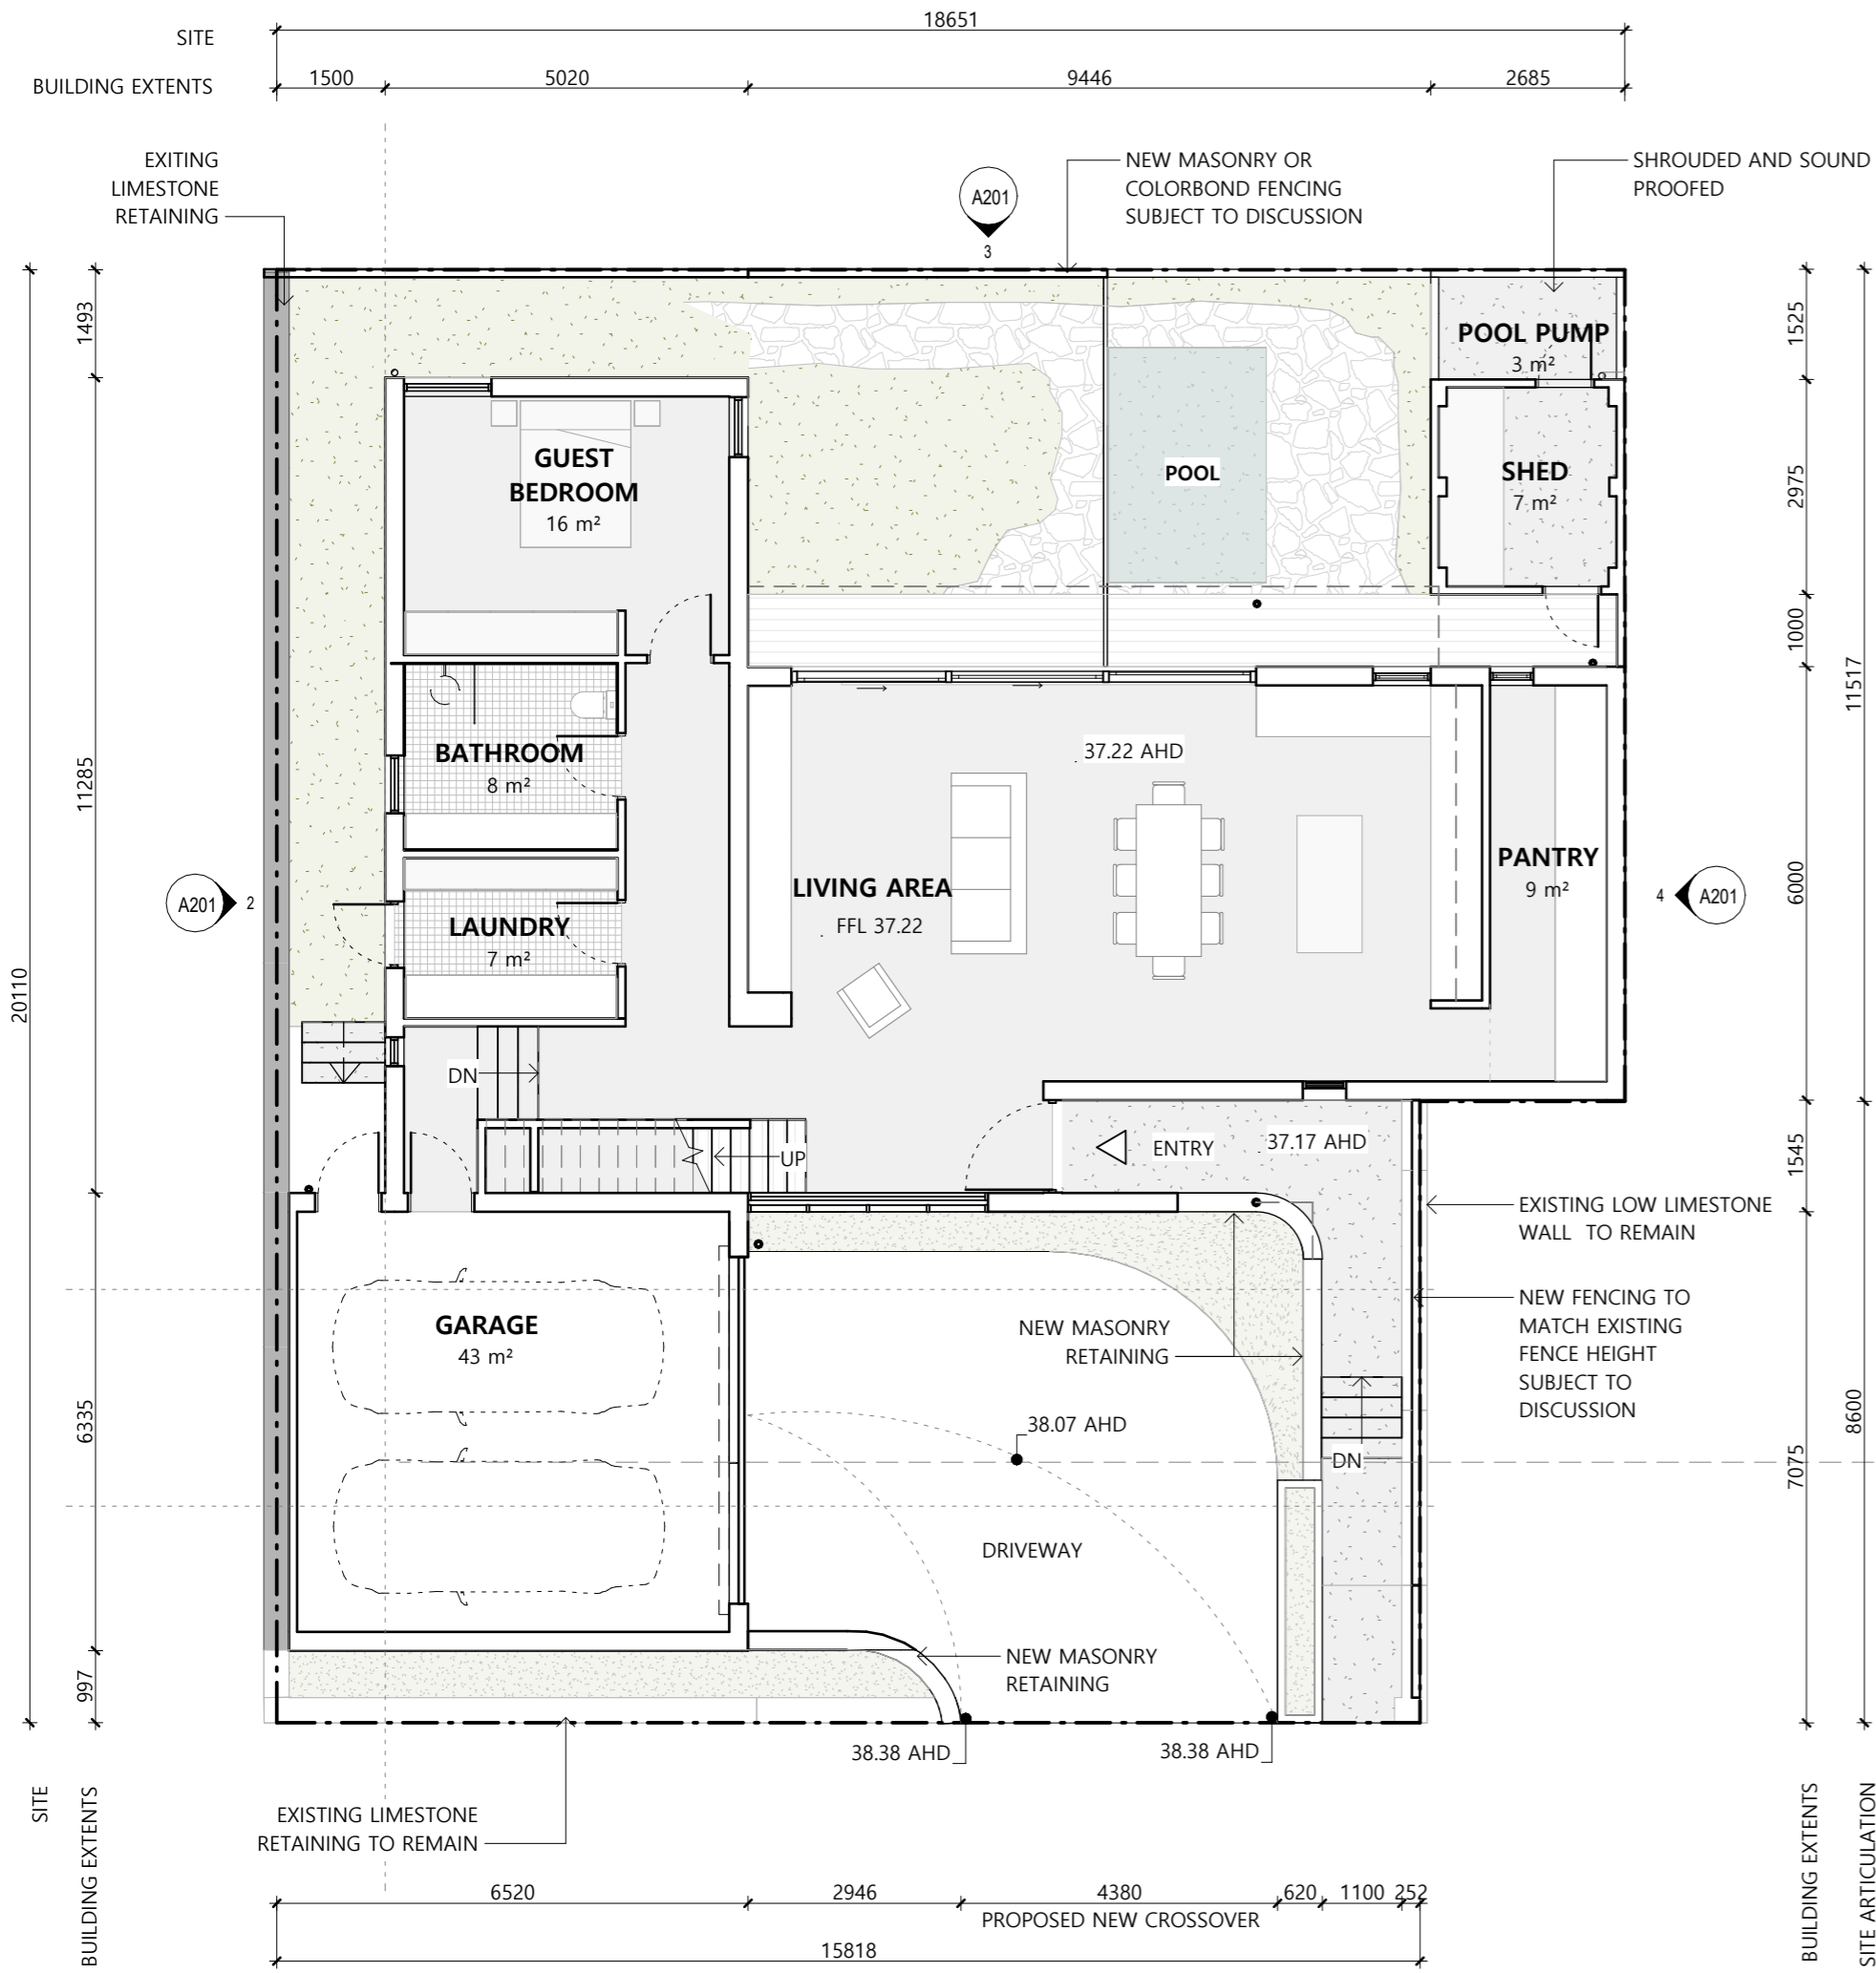 18651
SITE
BUILDING EXTENTS
1500
5020
9446
2685
EXITING
LIMESTONE
RETAINING
A201
3
NEW MASONRY OR
COLORBOND FENCING
SUBJECT TO DISCUSSION
SHROUDED AND SOUND
PROOFED
1493
11285
6335
997
20110
POOL PUMP
3 m²
GUEST
BEDROOM
16 m²
POOL
SHED
7 m²
1525
2975
1000
6000
1545
7075
11517
8600
BATHROOM
8 m²
37.22 AHD
LIVING AREA
FFL 37.22
PANTRY
9 m²
A201
2
4
A201
LAUNDRY
7 m²
DN
UP
ENTRY
37.17 AHD
EXISTING LOW LIMESTONE
WALL TO REMAIN
NEW FENCING TO
MATCH EXISTING
FENCE HEIGHT
SUBJECT TO
DISCUSSION
GARAGE
43 m²
NEW MASONRY
RETAINING
38.07 AHD
DN
DRIVEWAY
NEW MASONRY
RETAINING
38.38 AHD
38.38 AHD
SITE
BUILDING EXTENTS
EXISTING LIMESTONE
RETAINING TO REMAIN
BUILDING EXTENTS
SITE ARTICULATION
6520
2946
4380
620
1100
252
PROPOSED NEW CROSSOVER
15818